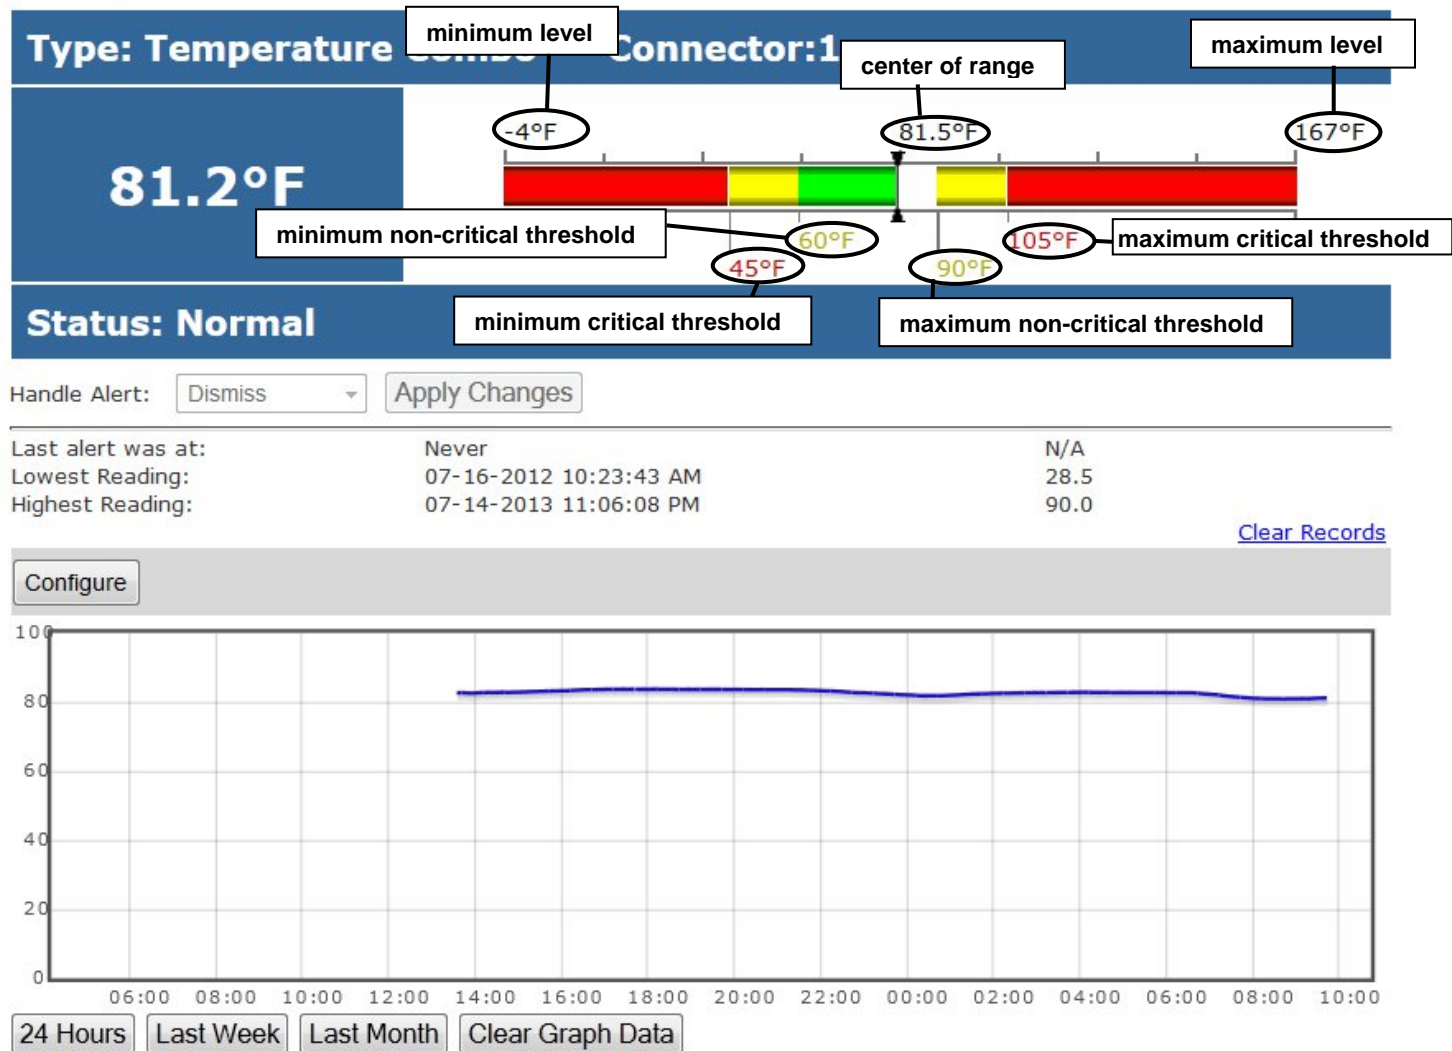 minimum level
Type: Temperature Combo Connector:1
maximum level
center of range
-4°F 81.5°F 167°F
81.2°F
minimum non-critical threshold
60°F 105°F
maximum critical threshold
45°F 90°F
Status: Normal
minimum critical threshold
maximum non-critical threshold
Handle Alert: Dismiss Apply Changes
Last alert was at: Never N/A
Lowest Reading: 07-16-2012 10:23:43 AM 28.5
Highest Reading: 07-14-2013 11:06:08 PM 90.0
Clear Records
Configure
100
80
60
40
20
0
06:00 08:00 10:00 12:00 14:00 16:00 18:00 20:00 22:00 00:00 02:00 04:00 06:00 08:00 10:00
24 Hours Last Week Last Month Clear Graph Data